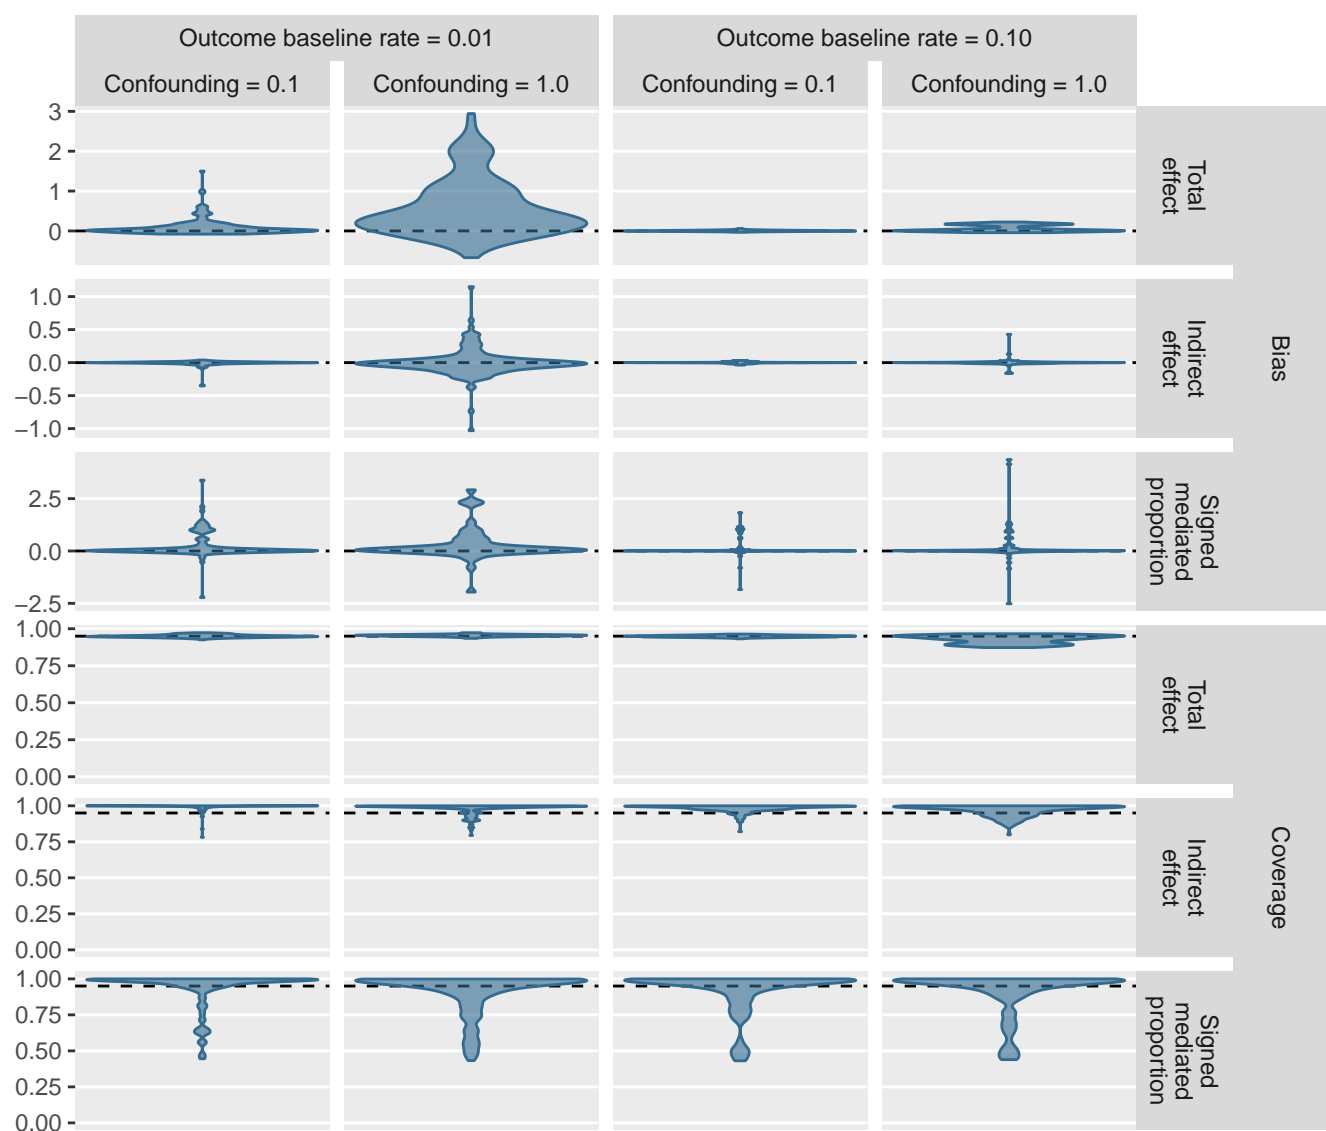 Outcome baseline rate = 0.01
Outcome baseline rate = 0.10
Confounding = 0.1
Confounding = 1.0
Confounding = 0.1
Confounding = 1.0
3
2
1
0
Total
effect
1.0
0.5
0.0
−0.5
−1.0
Indirect
effect
2.5
0.0
−2.5
Signed
mediated
proportion
Bias
1.00
0.75
0.50
0.25
0.00
Total
effect
1.00
0.75
0.50
0.25
0.00
Indirect
effect
1.00
0.75
0.50
0.25
0.00
Signed
mediated
proportion
Coverage